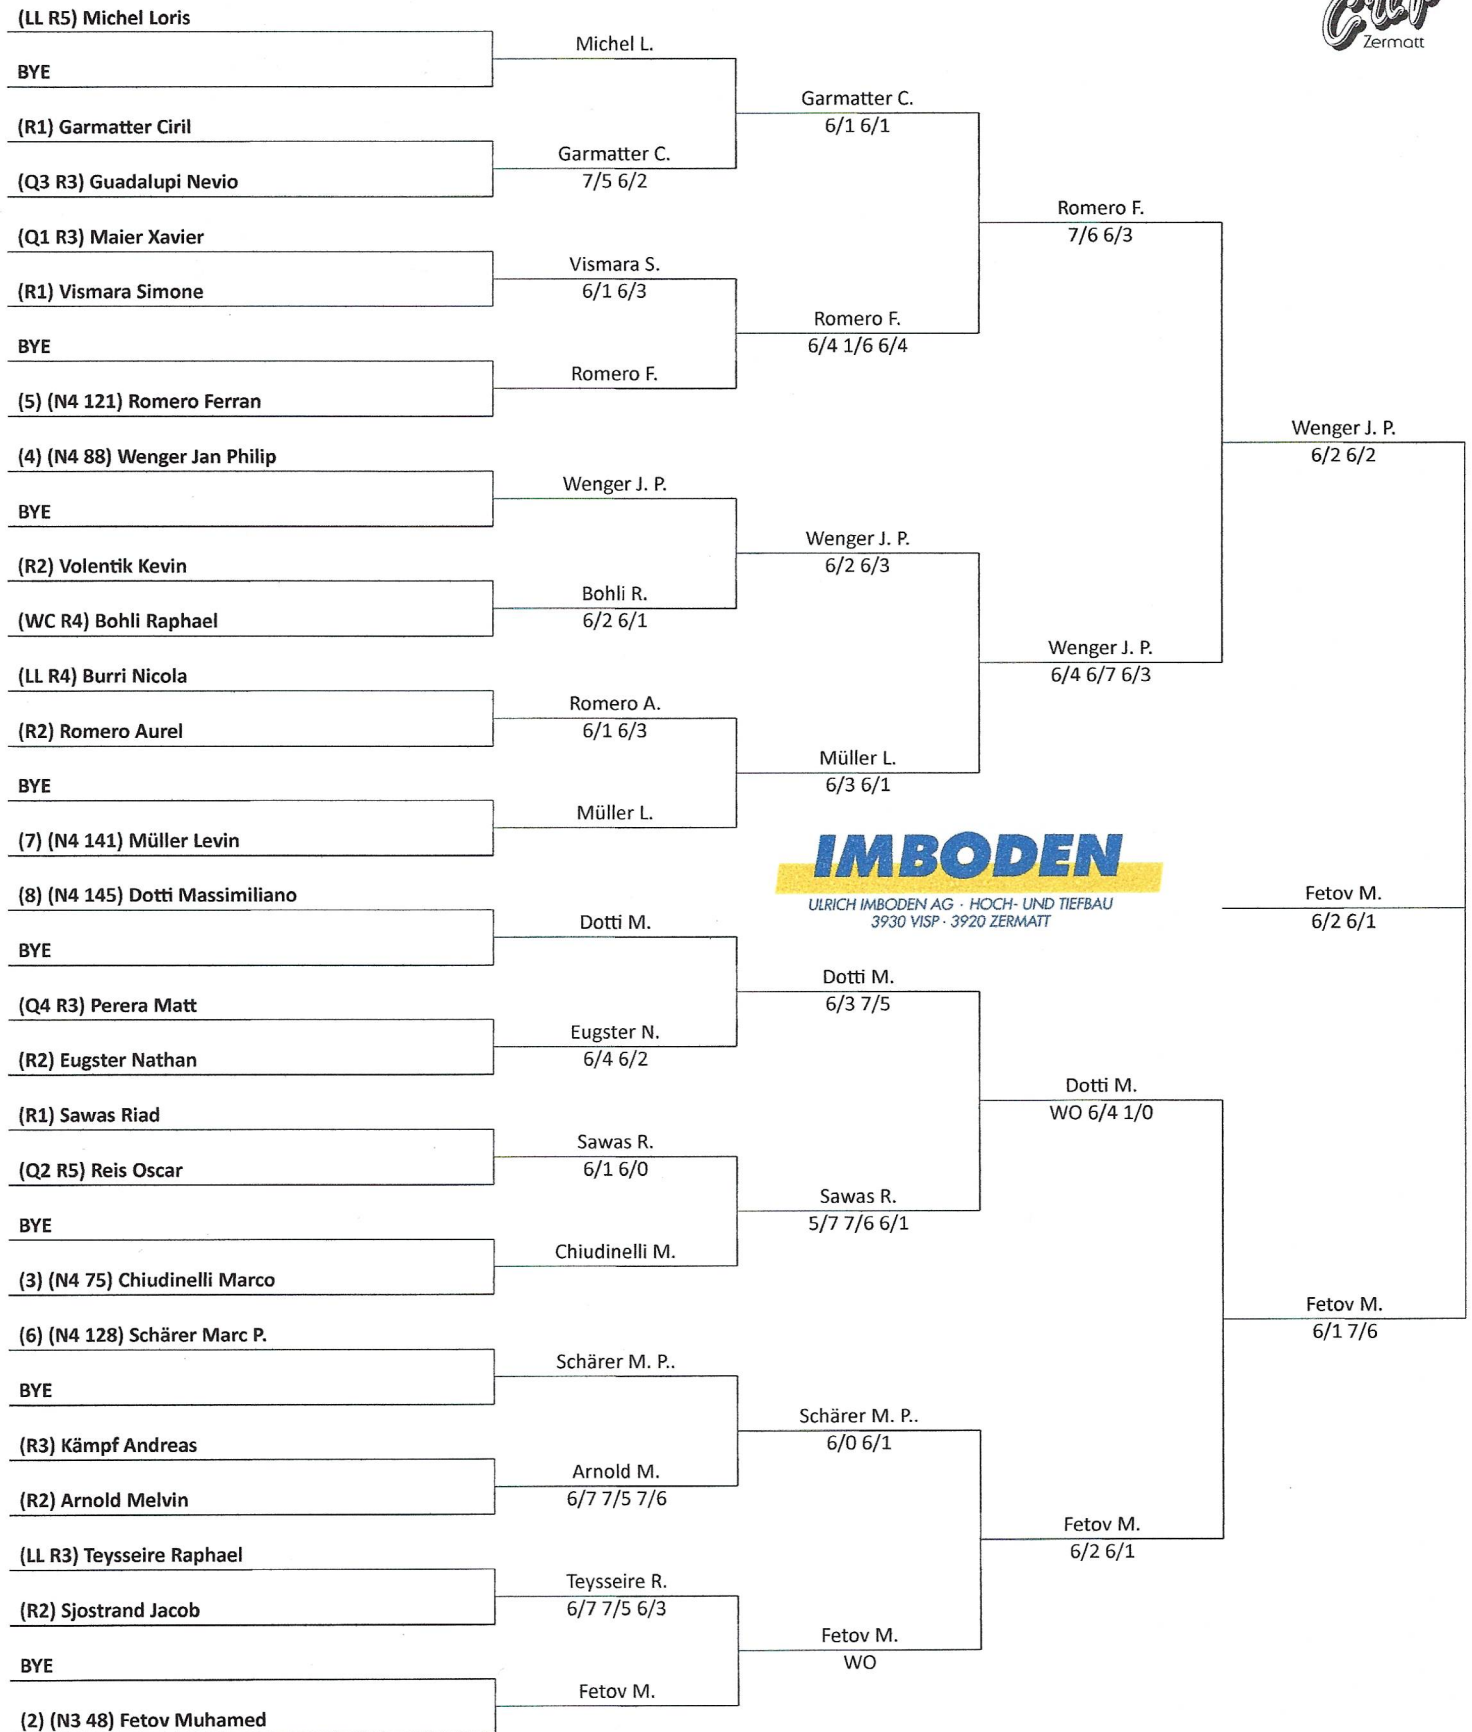 Cup
Zermatt
(LL R5) Michel Loris
BYE
(R1) Garmatter Ciril
(Q3 R3) Guadalupi Nevio
(Q1 R3) Maier Xavier
(R1) Vismara Simone
BYE
(5) (N4 121) Romero Ferran
(4) (N4 88) Wenger Jan Philip
BYE
(R2) Volentik Kevin
(WC R4) Bohli Raphael
(LL R4) Burri Nicola
(R2) Romero Aurel
BYE
(7) (N4 141) Müller Levin
(8) (N4 145) Dotti Massimiliano
BYE
(Q4 R3) Perera Matt
(R2) Eugster Nathan
(R1) Sawas Riad
(Q2 R5) Reis Oscar
BYE
(3) (N4 75) Chiudinelli Marco
(6) (N4 128) Schärer Marc P.
BYE
(R3) Kämpf Andreas
(R2) Arnold Melvin
(LL R3) Teysseire Raphael
(R2) Sjostrand Jacob
BYE
(2) (N3 48) Fetov Muhamed
Michel L.
Garmatter C.
7/5 6/2
Vismara S.
6/1 6/3
Romero F.
Wenger J. P.
Bohli R.
6/2 6/1
Romero A.
6/1 6/3
Müller L.
Dotti M.
Eugster N.
6/4 6/2
Sawas R.
6/1 6/0
Chiudinelli M.
Schärer M. P..
Arnold M.
6/7 7/5 7/6
Teysseire R.
6/7 7/5 6/3
Fetov M.
Garmatter C.
6/1 6/1
Romero F.
6/4 1/6 6/4
Wenger J. P.
6/2 6/3
Müller L.
6/3 6/1
Dotti M.
6/3 7/5
Sawas R.
5/7 7/6 6/1
Schärer M. P..
6/0 6/1
Fetov M.
WO
Romero F.
7/6 6/3
Wenger J. P.
6/4 6/7 6/3
Dotti M.
WO 6/4 1/0
Fetov M.
6/2 6/1
Wenger J. P.
6/2 6/2
Fetov M.
6/1 7/6
Fetov M.
6/2 6/1
IMBODEN
ULRICH IMBODEN AG · HOCH- UND TIEFBAU
3930 VISP · 3920 ZERMATT